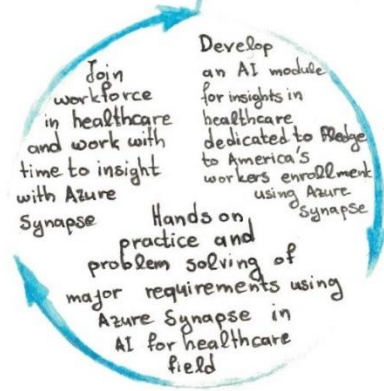 Develop
an AI module
for insights in
healthcare
dedicated to Pledge
to America's
workers enrollment
using Azure
Synapse
Hands on
practice and
problem solving of
major requirements using
Azure Synapse in
AI for healthcare
field
Join
workforce
in healthcare
and work with
time to insight
with Azure
Synapse